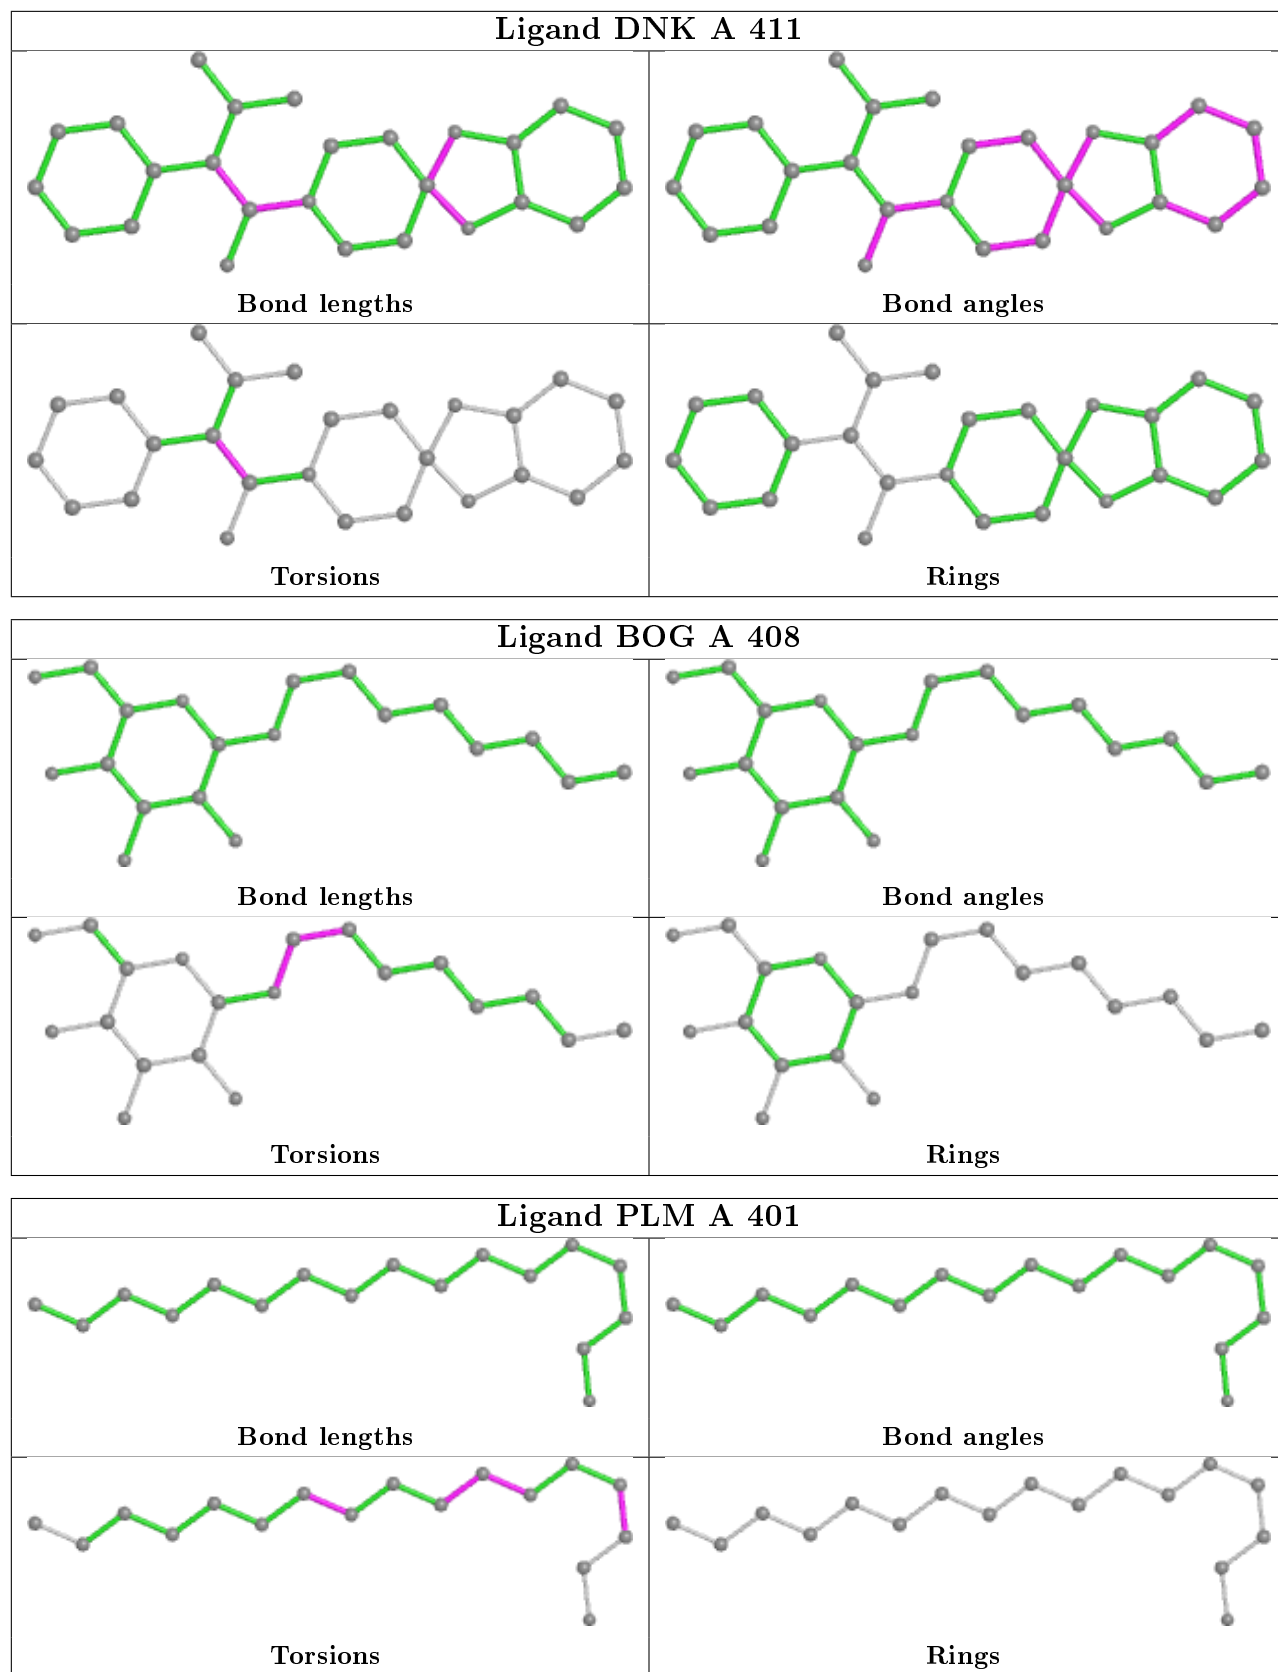 Ligand DNK A 411
Bond lengths
Bond angles
Torsions
Rings
Ligand BOG A 408
Bond lengths
Bond angles
Torsions
Rings
Ligand PLM A 401
Bond lengths
Bond angles
Torsions
Rings